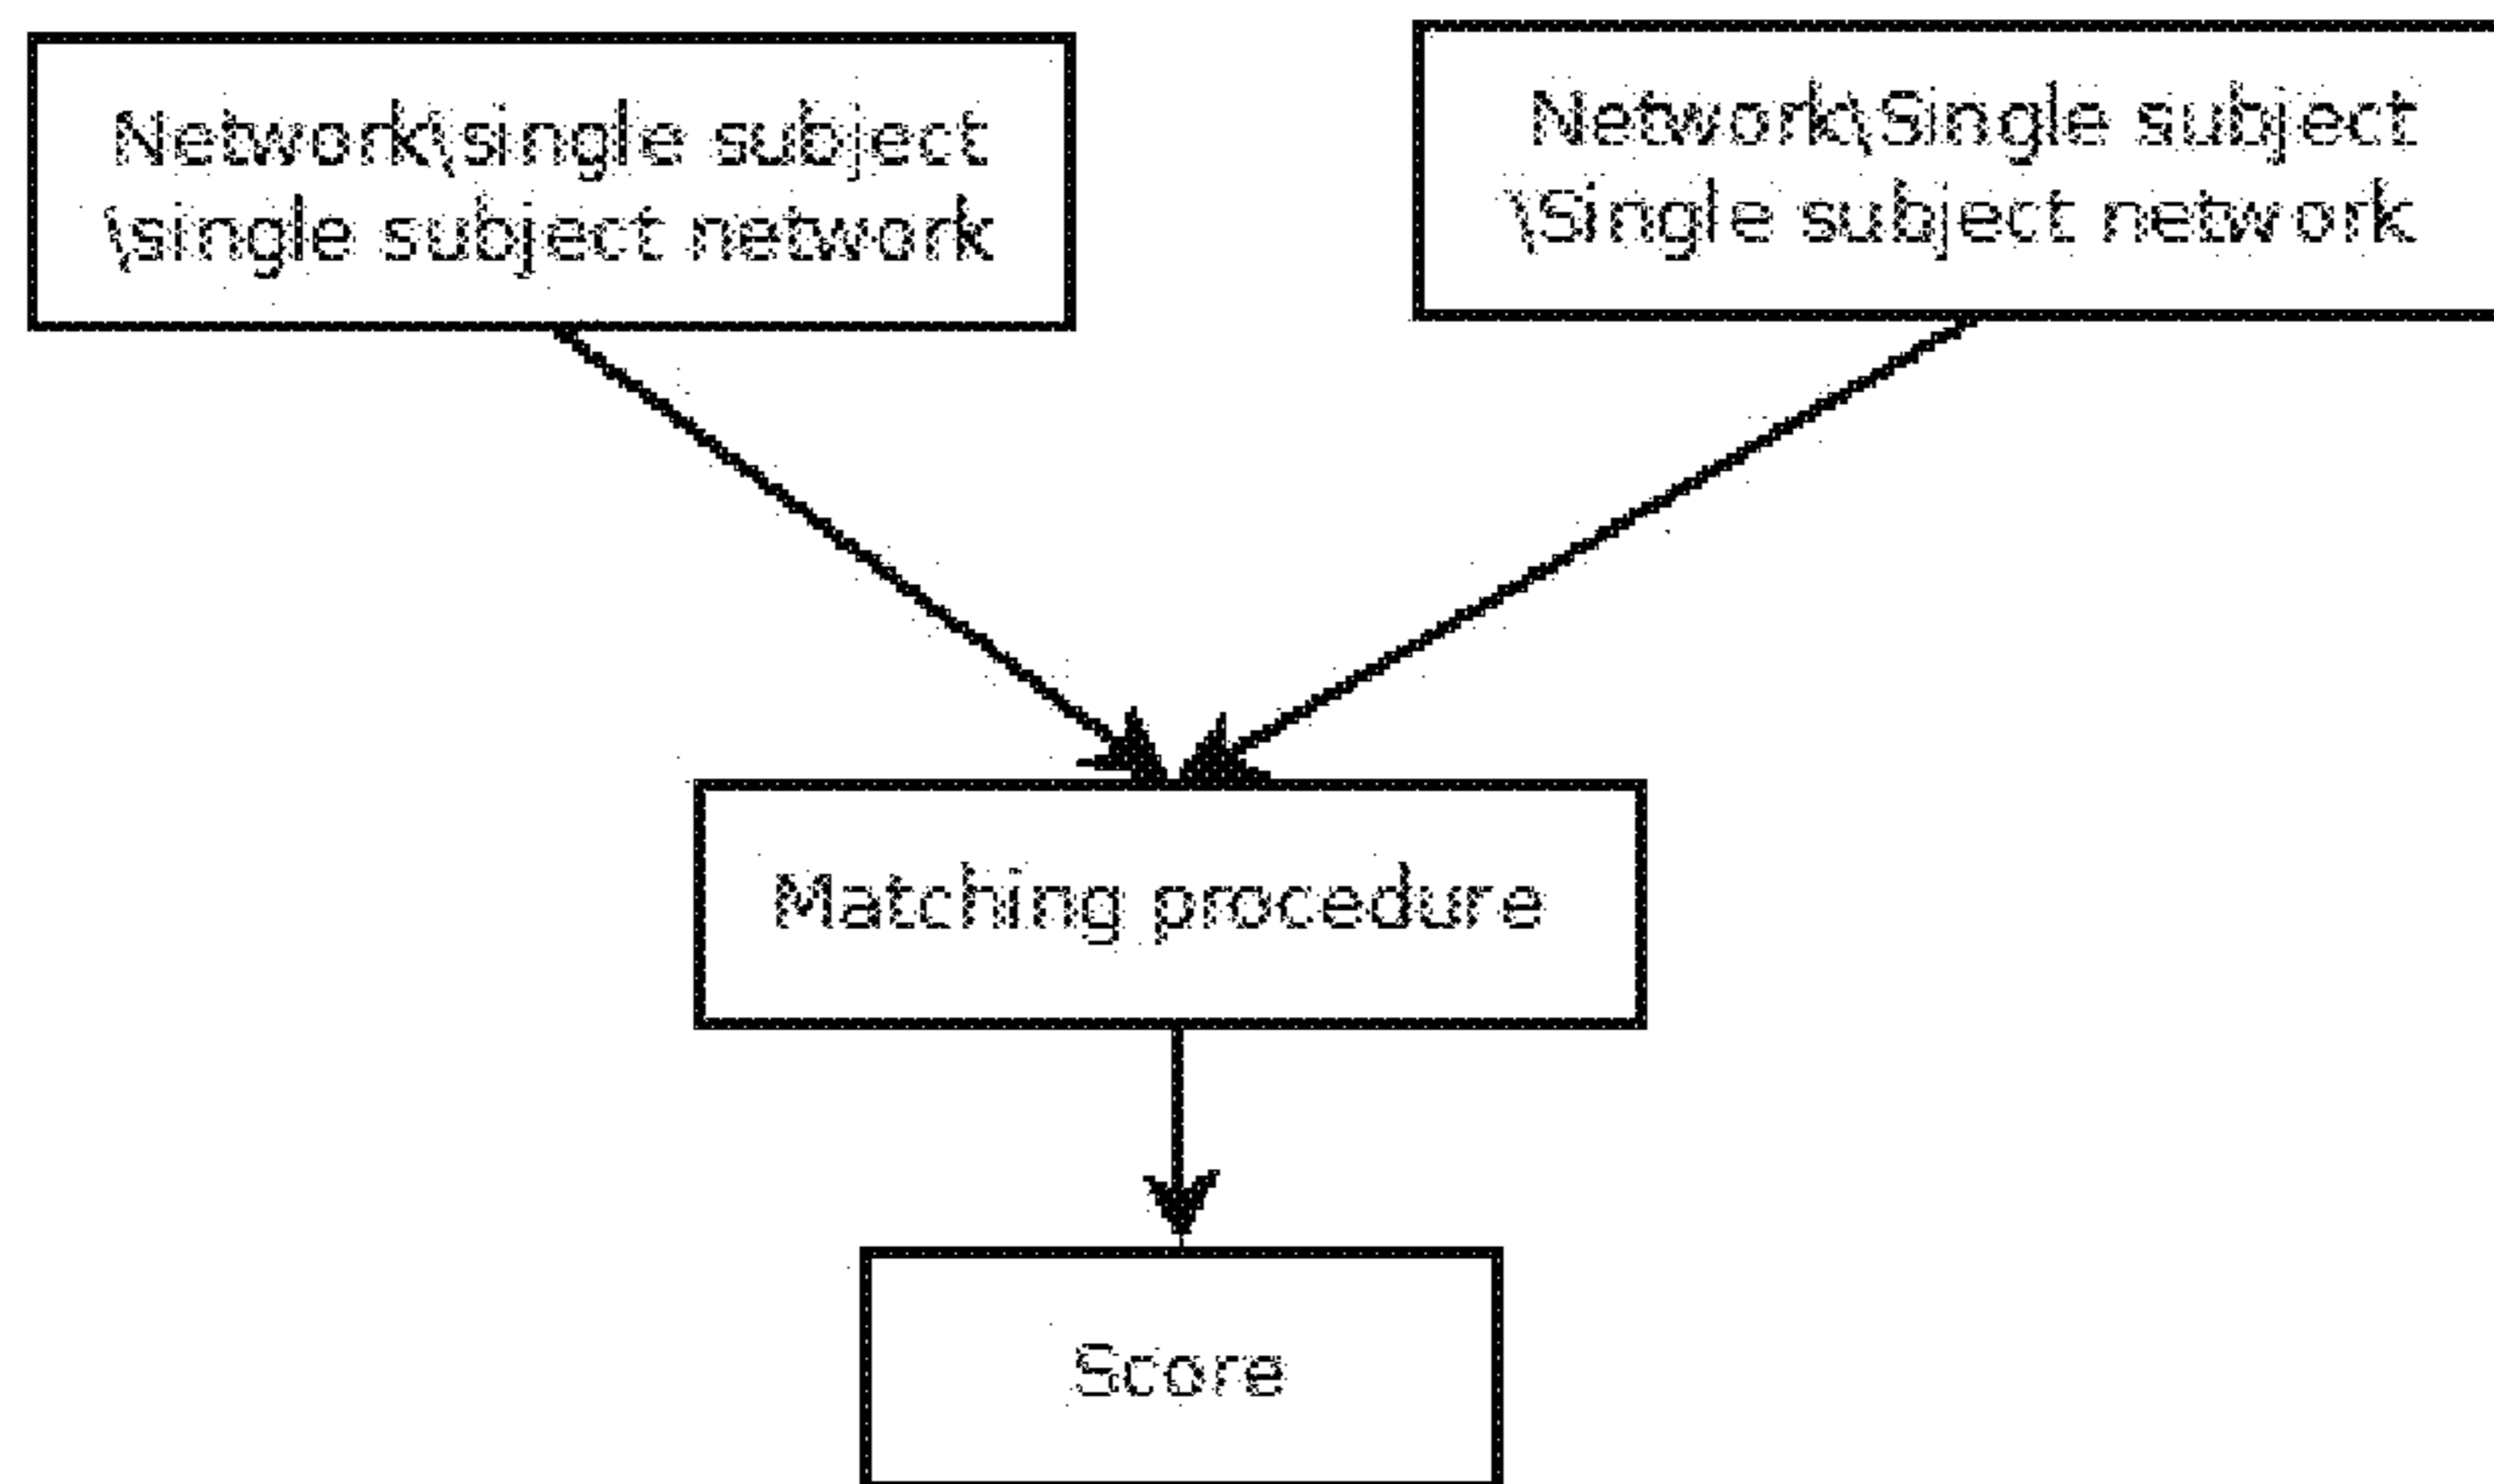 Network\single subject
\single subject network
Network\Single subject
\Single subject network
Matching procedure
Score